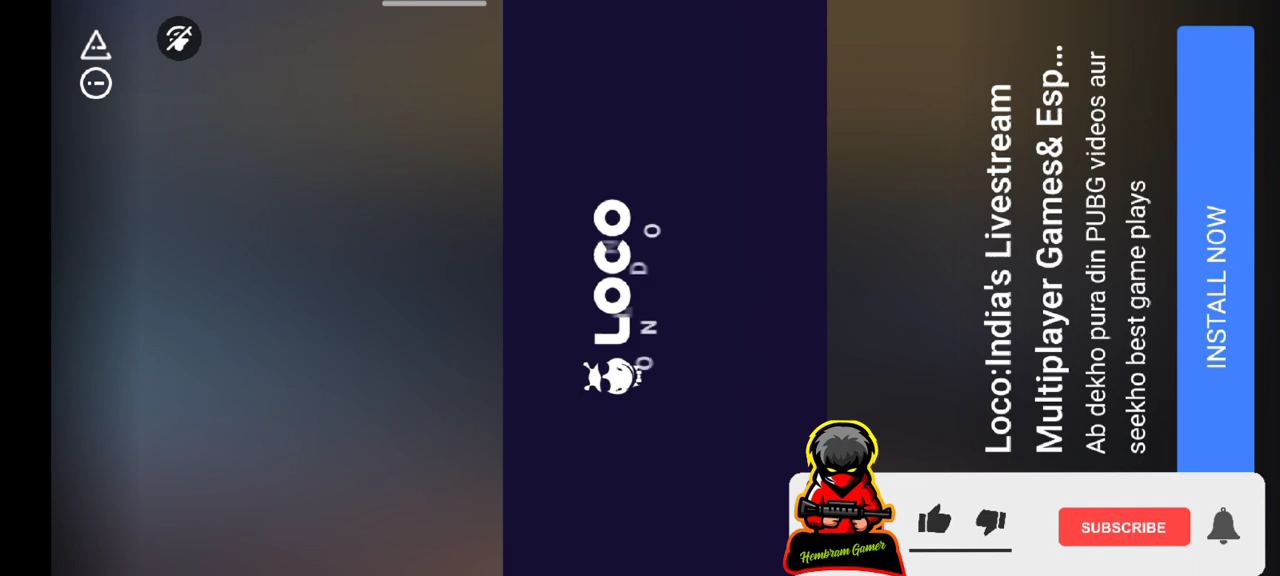 LOCO
Loco:India's Livestream
Multiplayer Games& Esp...
Ab dekho pura din PUBG videos aur
seekho best game plays
INSTALL NOW
Hembram Gamer
SUBSCRIBE